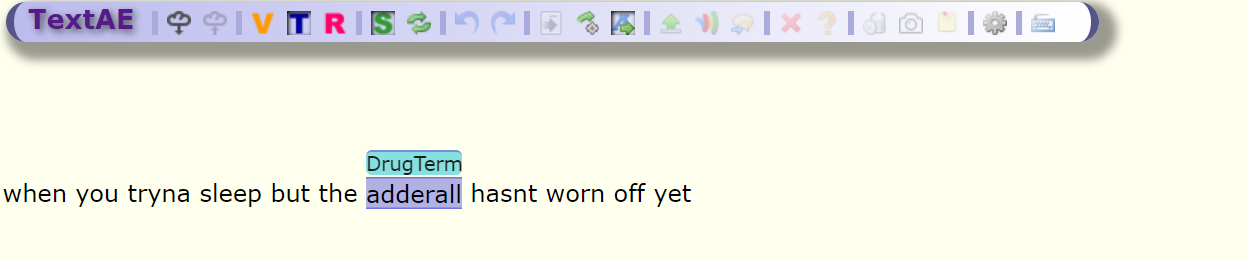 TextAE V T R S
DrugTerm
when you tryna sleep but the adderall hasnt worn off yet